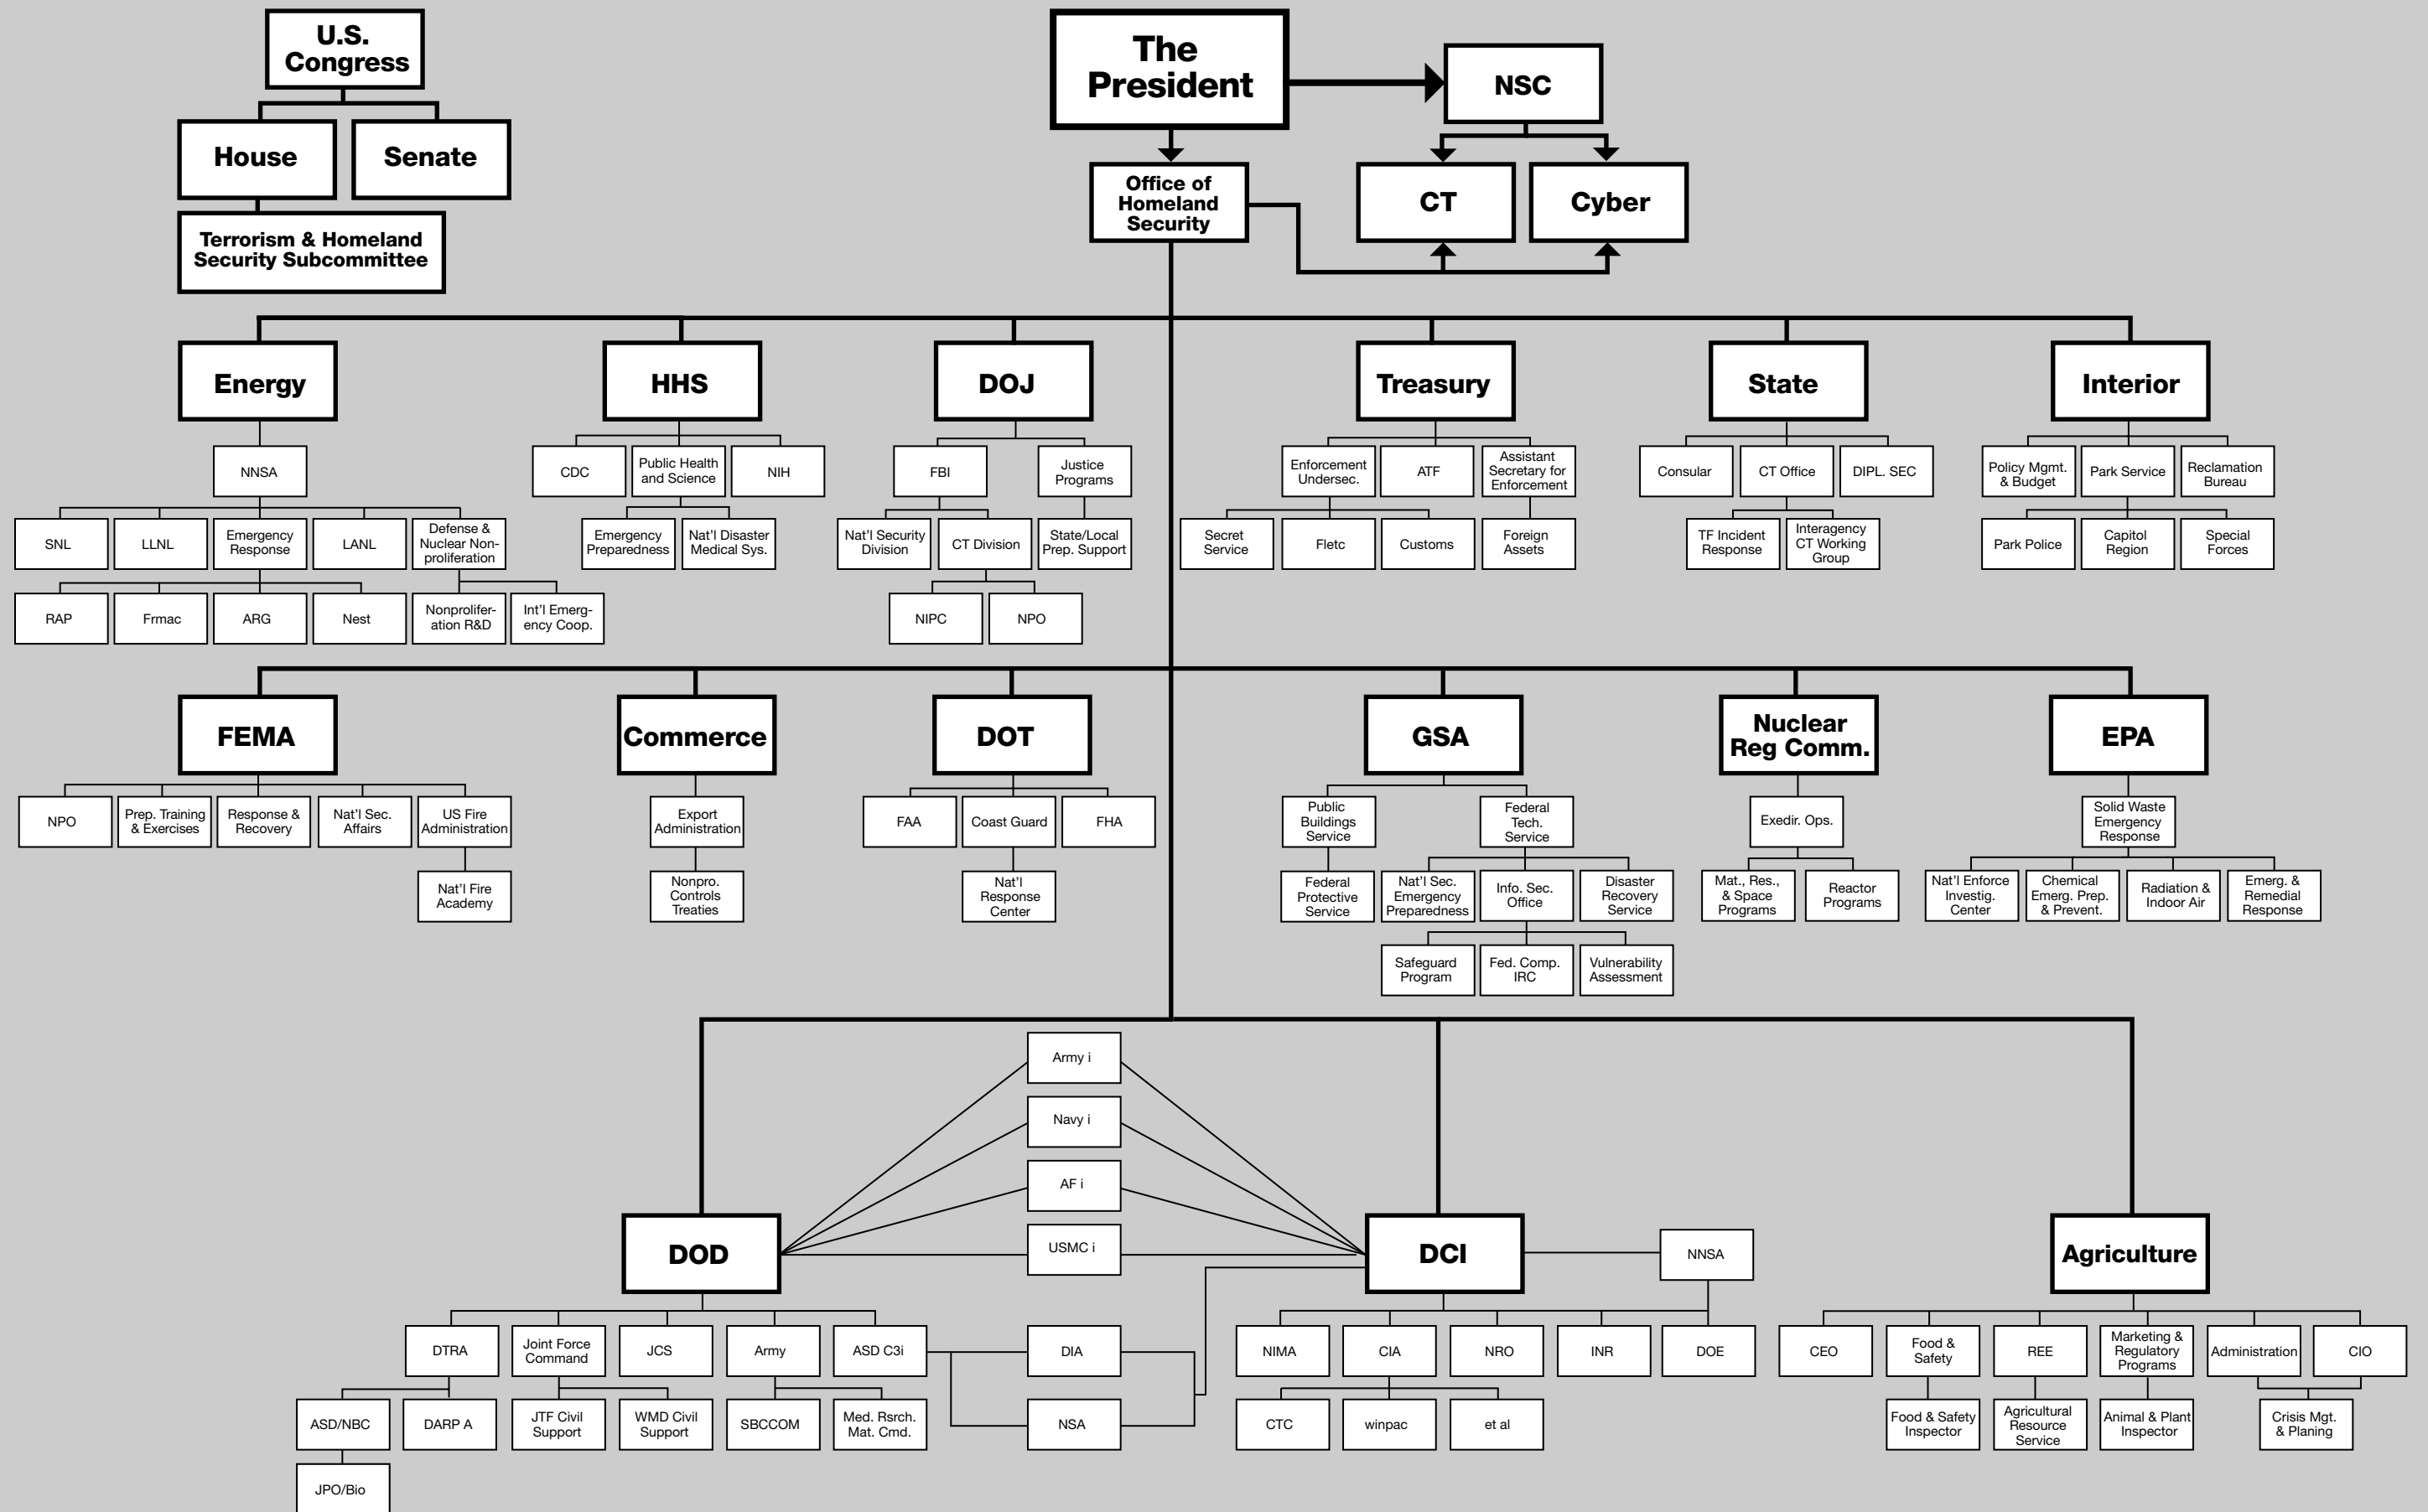 U.S.
Congress
The
President
NSC
House
Senate
Office of
Homeland
Security
CT
Cyber
Terrorism & Homeland
Security Subcommittee
Energy
HHS
DOJ
Treasury
State
Interior
NNSA
CDC
Public Health
and Science
NIH
FBI
Justice
Programs
Enforcement
Undersec.
ATF
Assistant
Secretary for
Enforcement
Consular
CT Office
DIPL. SEC
Policy Mgmt.
& Budget
Park Service
Reclamation
Bureau
SNL
LLNL
Emergency
Response
LANL
Defense &
Nuclear Non-
proliferation
Emergency
Preparedness
Nat'l Disaster
Medical Sys.
Nat'l Security
Division
CT Division
State/Local
Prep. Support
Secret
Service
Fletc
Customs
Foreign
Assets
TF Incident
Response
Interagency
CT Working
Group
Park Police
Capitol
Region
Special
Forces
RAP
Frmac
ARG
Nest
Nonprolifer-
ation R&D
Int'l Emerg-
ency Coop.
NIPC
NPO
FEMA
Commerce
DOT
GSA
Nuclear
Reg Comm.
EPA
NPO
Prep. Training
& Exercises
Response &
Recovery
Nat'l Sec.
Affairs
US Fire
Administration
Export
Administration
FAA
Coast Guard
FHA
Public
Buildings
Service
Federal
Tech.
Service
Exedir. Ops.
Solid Waste
Emergency
Response
Nat'l Fire
Academy
Nonpro.
Controls
Treaties
Nat'l
Response
Center
Federal
Protective
Service
Nat'l Sec.
Emergency
Preparedness
Info. Sec.
Office
Disaster
Recovery
Service
Mat., Res.,
& Space
Programs
Reactor
Programs
Nat'l Enforce
Investig.
Center
Chemical
Emerg. Prep.
& Prevent.
Radiation &
Indoor Air
Emerg. &
Remedial
Response
Safeguard
Program
Fed. Comp.
IRC
Vulnerability
Assessment
Army i
Navy i
AF i
USMC i
DOD
DCI
NNSA
Agriculture
DTRA
Joint Force
Command
JCS
Army
ASD C3i
DIA
NIMA
CIA
NRO
INR
DOE
CEO
Food &
Safety
REE
Marketing &
Regulatory
Programs
Administration
CIO
ASD/NBC
DARP A
JTF Civil
Support
WMD Civil
Support
SBCCOM
Med. Rsrch.
Mat. Cmd.
NSA
CTC
winpac
et al
Food & Safety
Inspector
Agricultural
Resource
Service
Animal & Plant
Inspector
Crisis Mgt.
& Planing
JPO/Bio